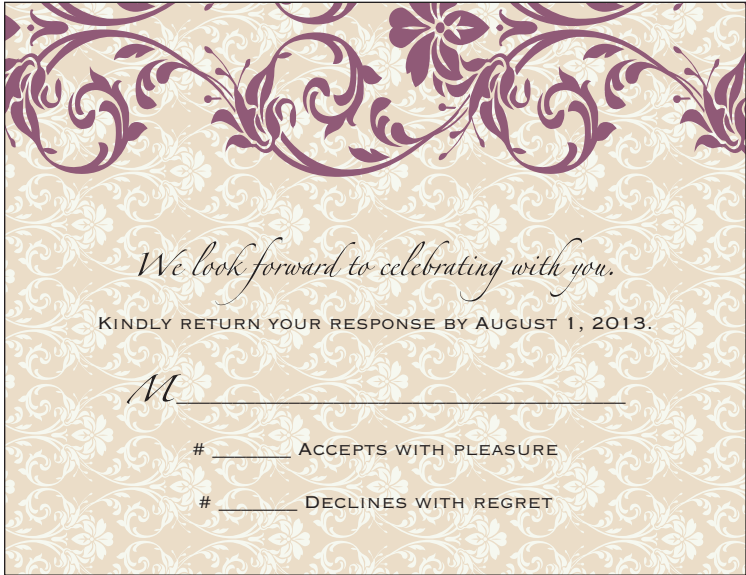 We look forward to celebrating with you.
Kindly return your response by August 1, 2013.
M______________________________
# ______ Accepts with pleasure
# ______ Declines with regret